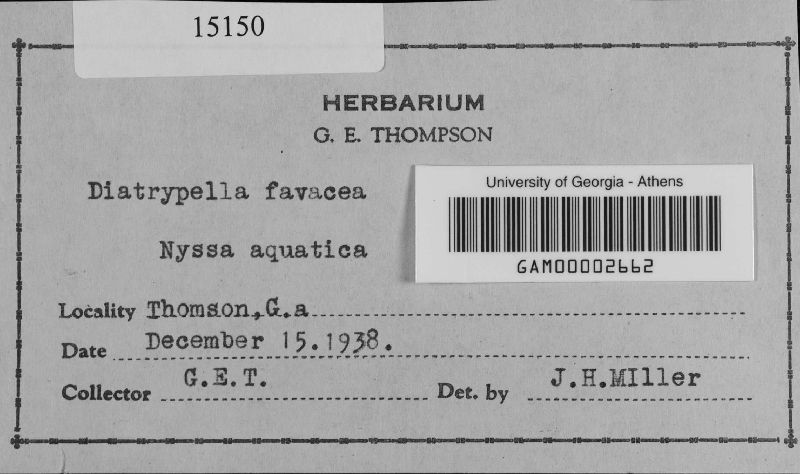 15150
HERBARIUM
G. E. THOMPSON
Diatrypella favacea
University of Georgia - Athens
Nyssa aquatica
GAM00002662
Locality Thomson,G.a
Date December 15.1938.
Collector G.E.T. Det. by J.H.MIller